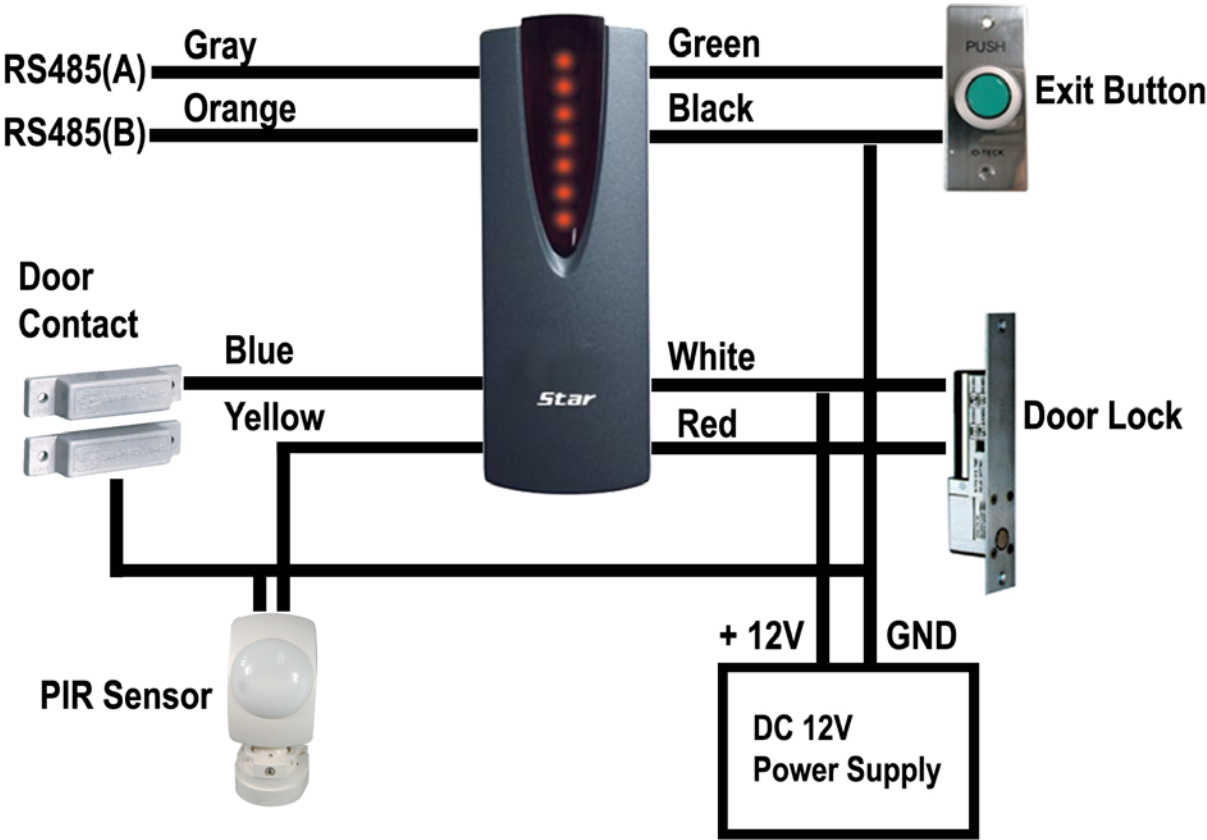 RS485(A)
Gray
Green
RS485(B)
Orange
Black
PUSH
Exit Button
Door
Contact
Blue
Yellow
Star
White
Red
Door Lock
PIR Sensor
+ 12V
GND
DC 12V
Power Supply